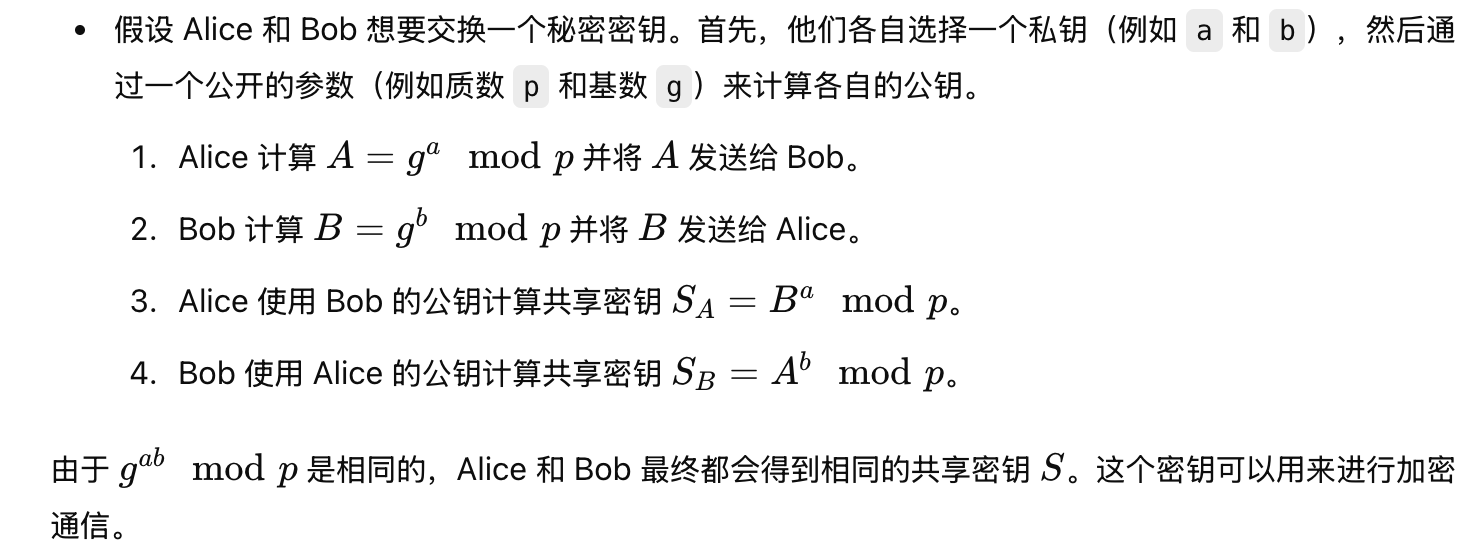 • 假设 Alice 和 Bob 想要交换一个秘密密钥。首先，他们各自选择一个私钥（例如 a 和 b），然后通
过一个公开的参数（例如质数 p 和基数 g）来计算各自的公钥。
1. Alice 计算 A = g^a mod p 并将 A 发送给 Bob。
2. Bob 计算 B = g^b mod p 并将 B 发送给 Alice。
3. Alice 使用 Bob 的公钥计算共享密钥 S_A = B^a mod p。
4. Bob 使用 Alice 的公钥计算共享密钥 S_B = A^b mod p。
由于 g^{ab} mod p 是相同的，Alice 和 Bob 最终都会得到相同的共享密钥 S。这个密钥可以用来进行加密
通信。